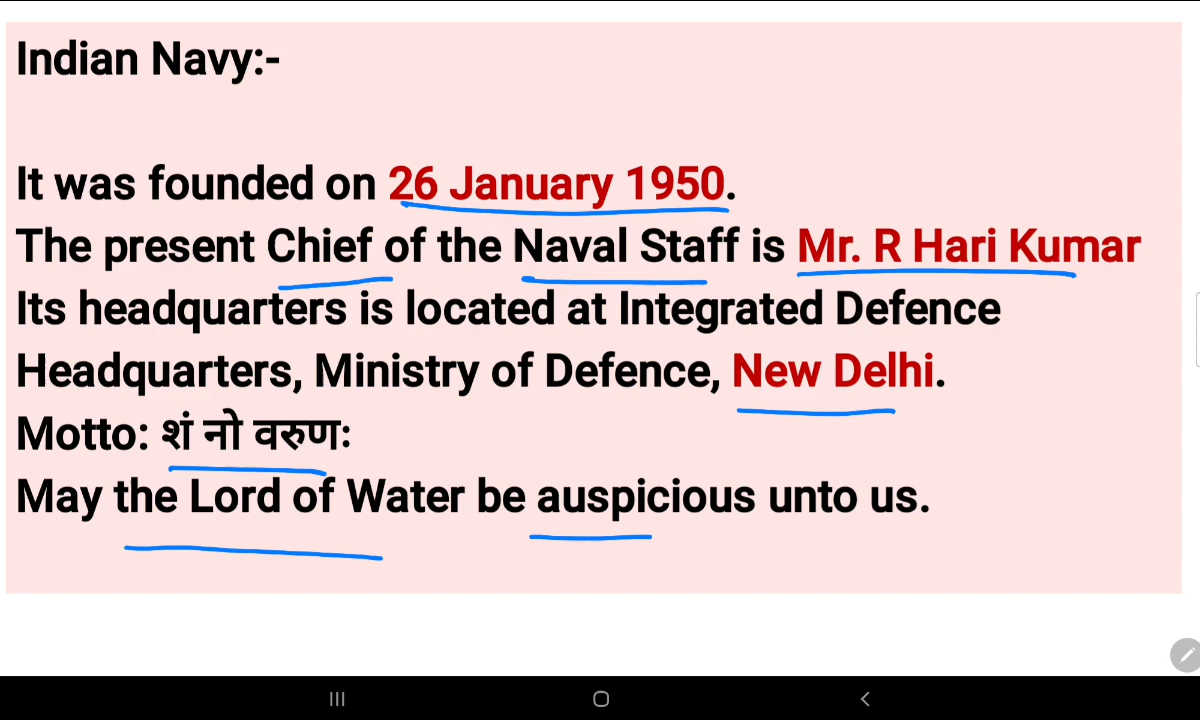 Indian Navy:-
It was founded on 26 January 1950.
The present Chief of the Naval Staff is Mr. R Hari Kumar
Its headquarters is located at Integrated Defence
Headquarters, Ministry of Defence, New Delhi.
Motto: शं नो वरुणः
May the Lord of Water be auspicious unto us.